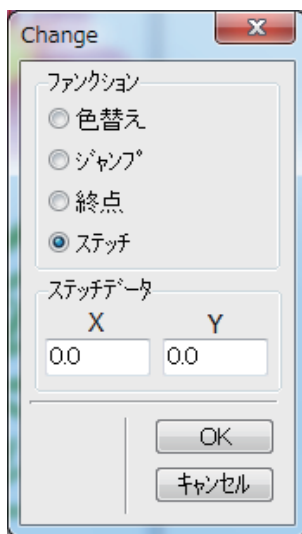 Change
ファンクション
色替え
ジャンプ
終点
ステッチ
ステッチデータ
X Y
0.0 0.0
OK
キャンセル